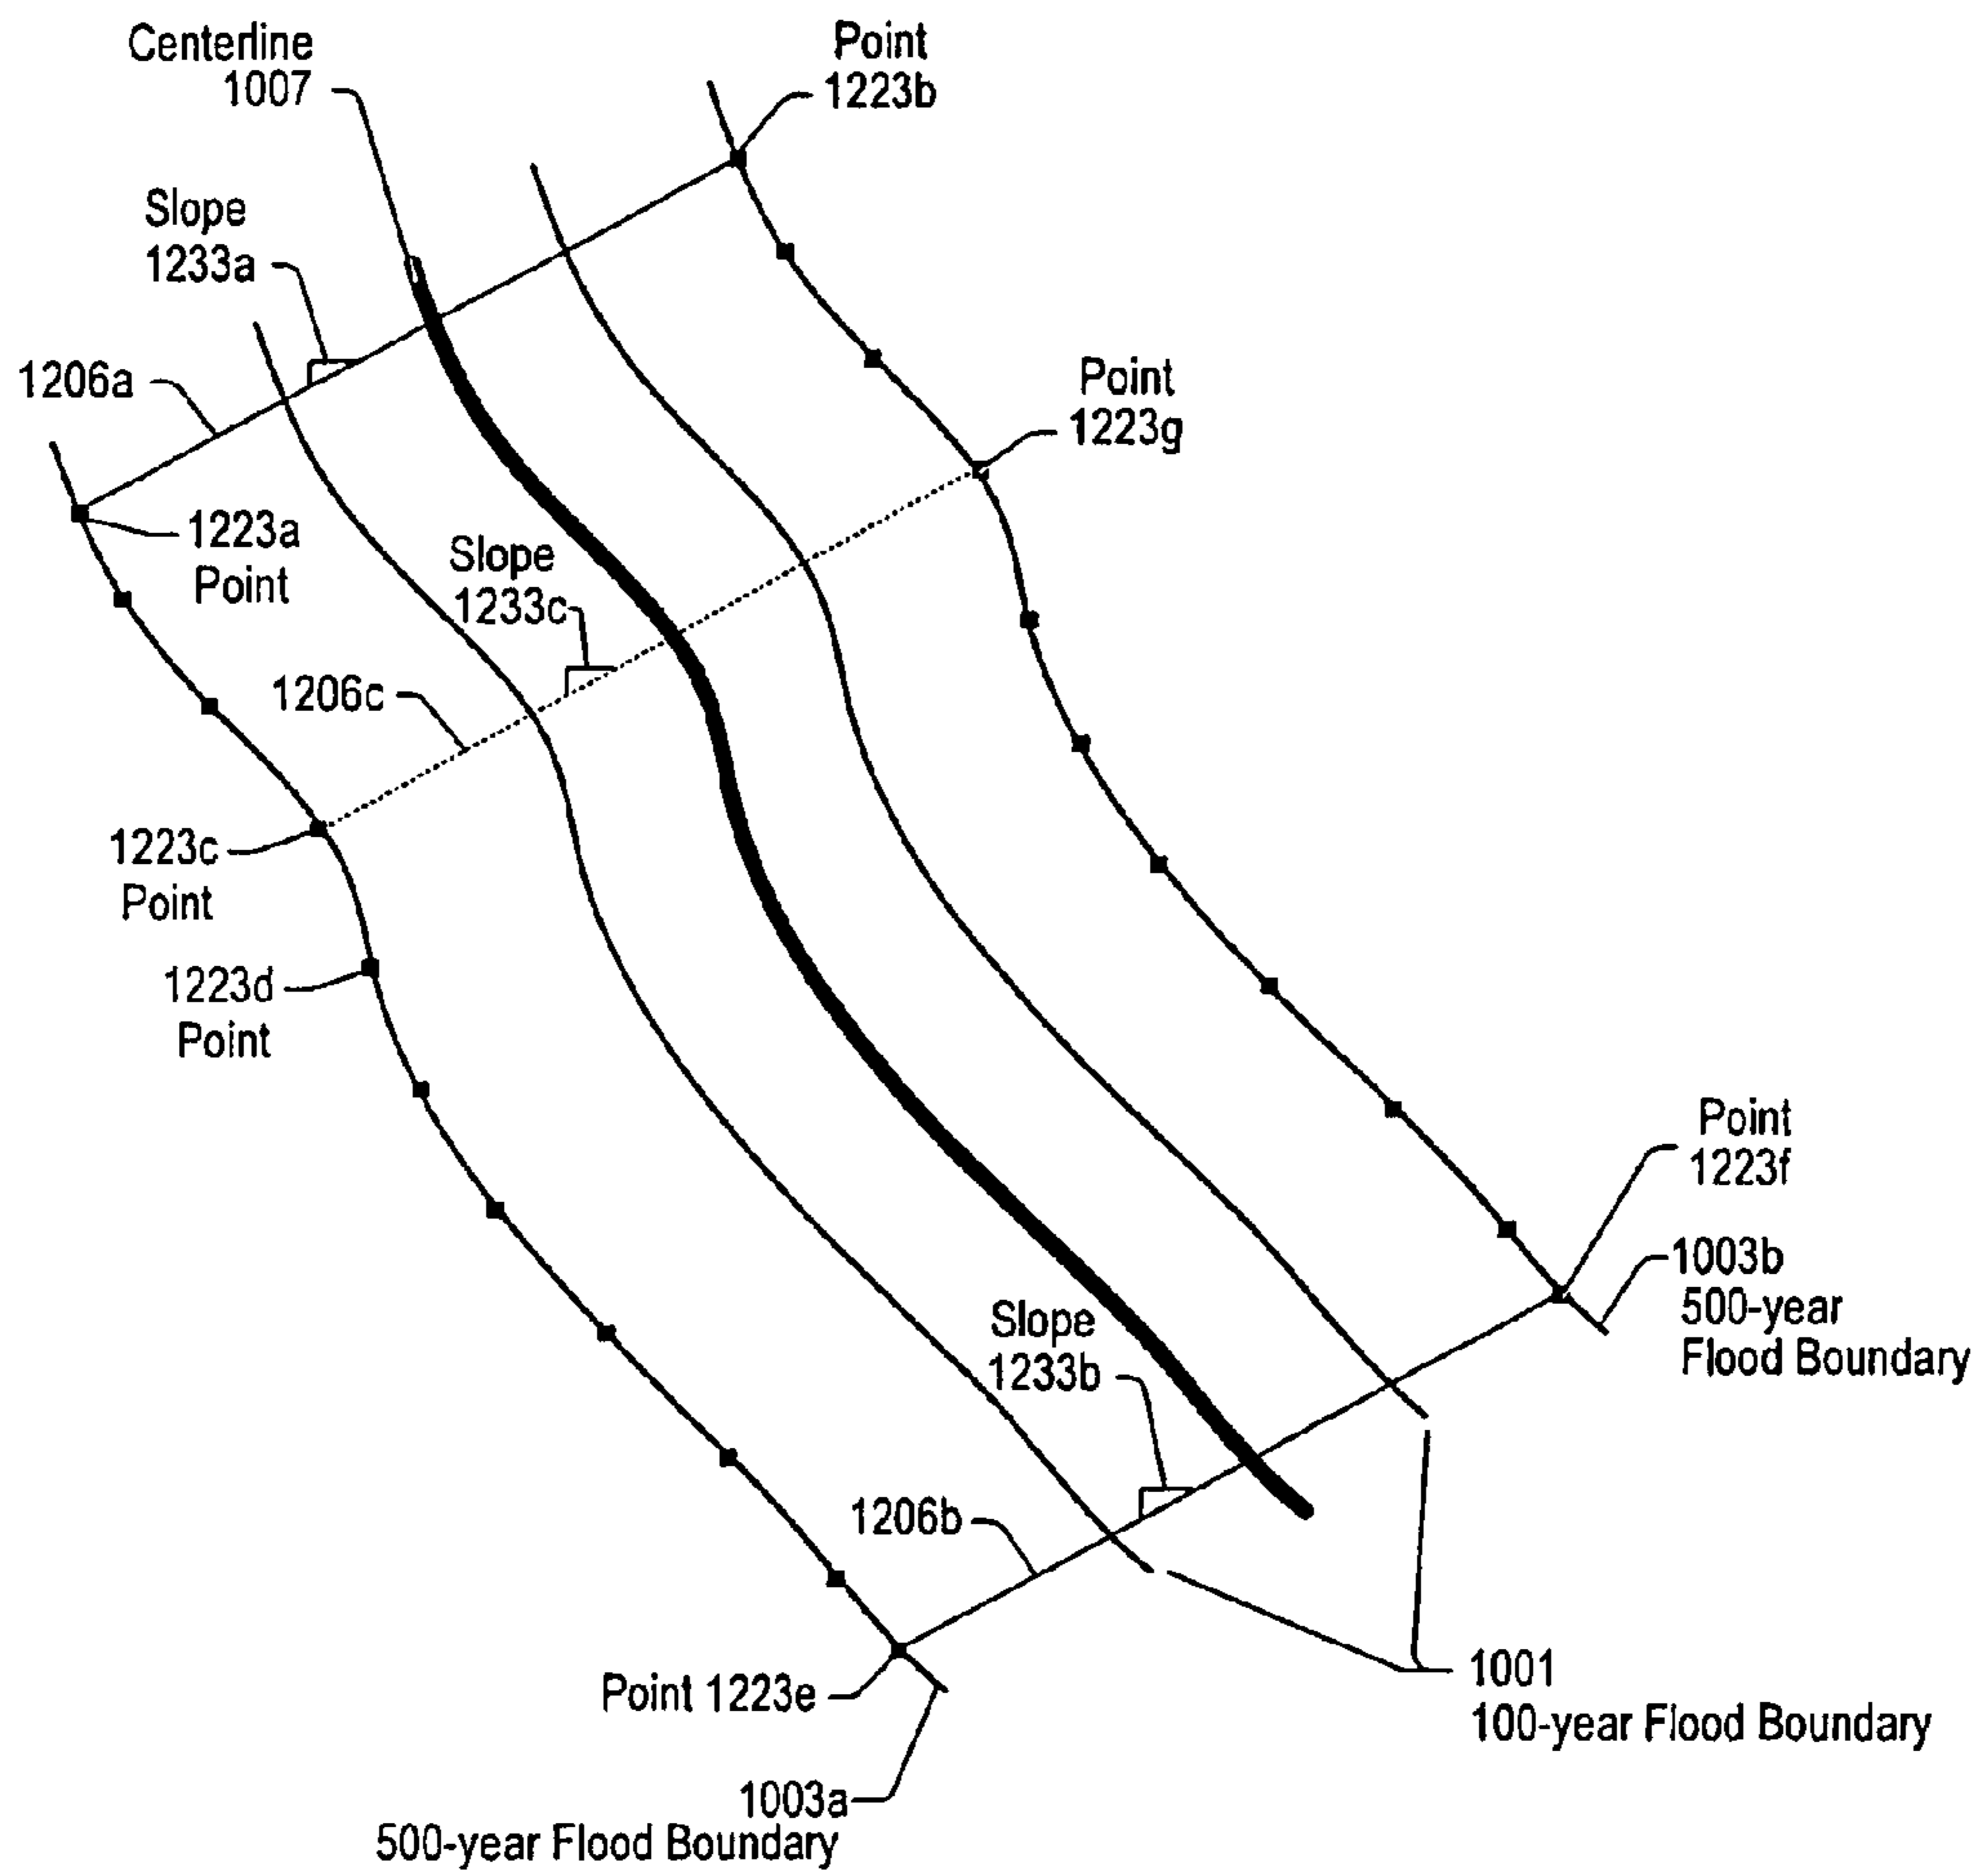 Centerline
1007
Point
1223b
Slope
1233a
1206a
Point
1223g
1223a
Point
Slope
1233c
1206c
1223c
Point
1223d
Point
Point
1223f
1003b
500-year
Flood Boundary
Slope
1233b
1206b
Point 1223e
1001
100-year Flood Boundary
1003a
500-year Flood Boundary